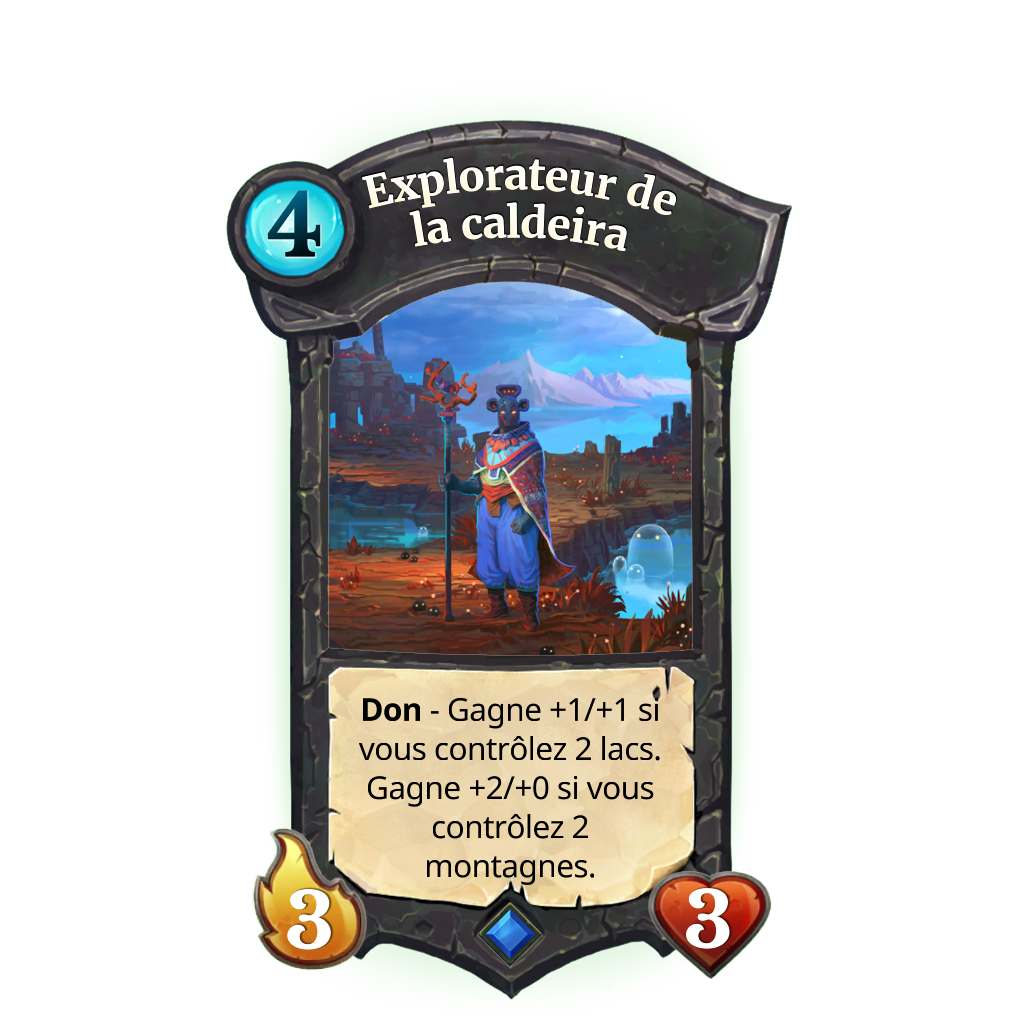 4
Explorateur de
la caldeira
Don - Gagne +1/+1 si
vous contrôlez 2 lacs.
Gagne +2/+0 si vous
contrôlez 2
montagnes.
3
3